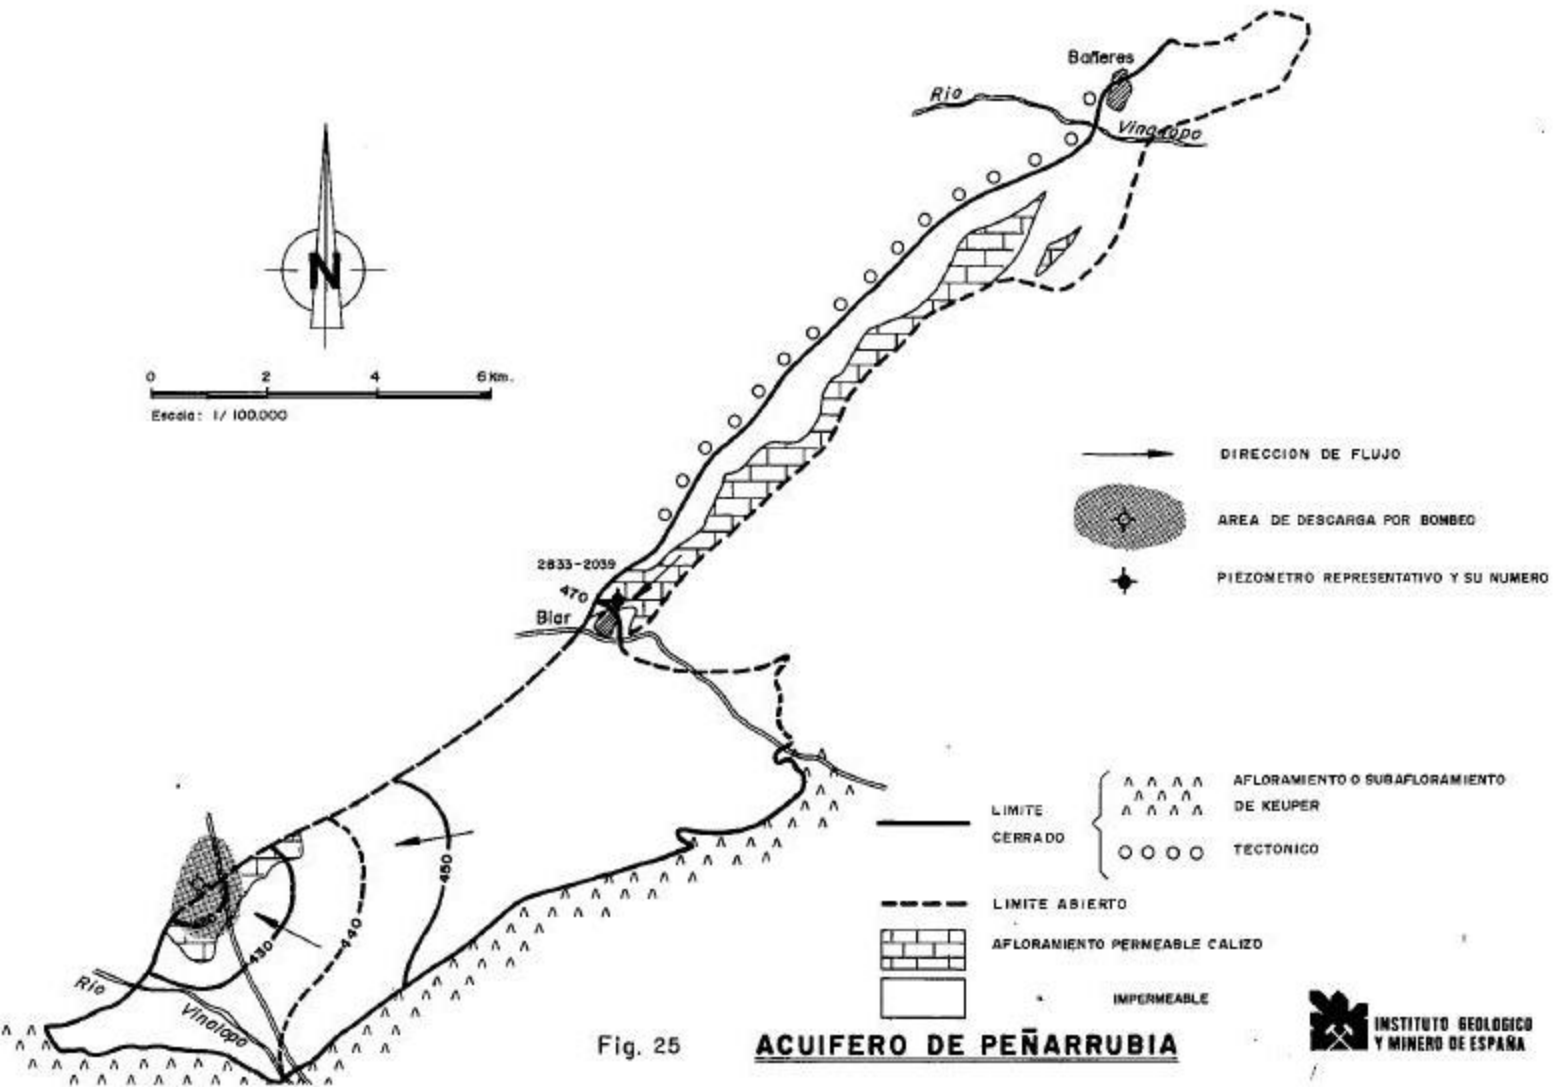 Bañeres
Rio
Vinalopo
N
0 2 4 6 Km.
Escala: 1/ 100.000
DIRECCION DE FLUJO
AREA DE DESCARGA POR BOMBEO
PIEZOMETRO REPRESENTATIVO Y SU NUMERO
2833-2039
470
Biar
450
440
430
Rio
Vinalopo
LIMITE
CERRADO
AFLORAMIENTO O SUBAFLORAMIENTO
DE KEUPER
TECTONICO
LIMITE ABIERTO
AFLORAMIENTO PERMEABLE CALIZO
IMPERMEABLE
Fig. 25
ACUIFERO DE PEÑARRUBIA
INSTITUTO GEOLOGICO
Y MINERO DE ESPAÑA